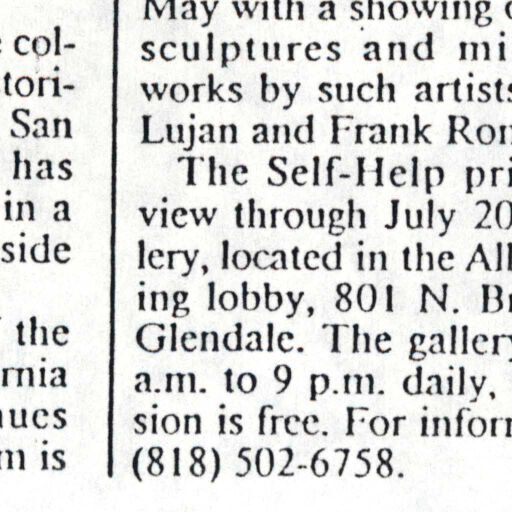 col-
tori-
San
has
in a
side
the
rnia
nues
m is
May with a showing
sculptures and mi
works by such artists
Lujan and Frank Ron
The Self-Help pri
view through July 20
lery, located in the All
ing lobby, 801 N. Br
Glendale. The gallery
a.m. to 9 p.m. daily,
sion is free. For inforr
(818) 502-6758.